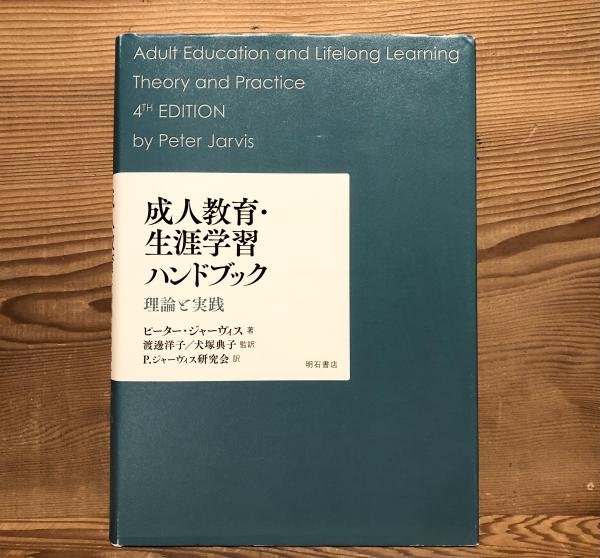 Adult Education and Lifelong Learning
Theory and Practice
4TH EDITION
by Peter Jarvis
成人教育・
生涯学習
ハンドブック
理論と実践
ピーター・ジャーヴィス 著
渡邊洋子／犬塚典子 監訳
P.ジャーヴィス研究会 訳
明石書店